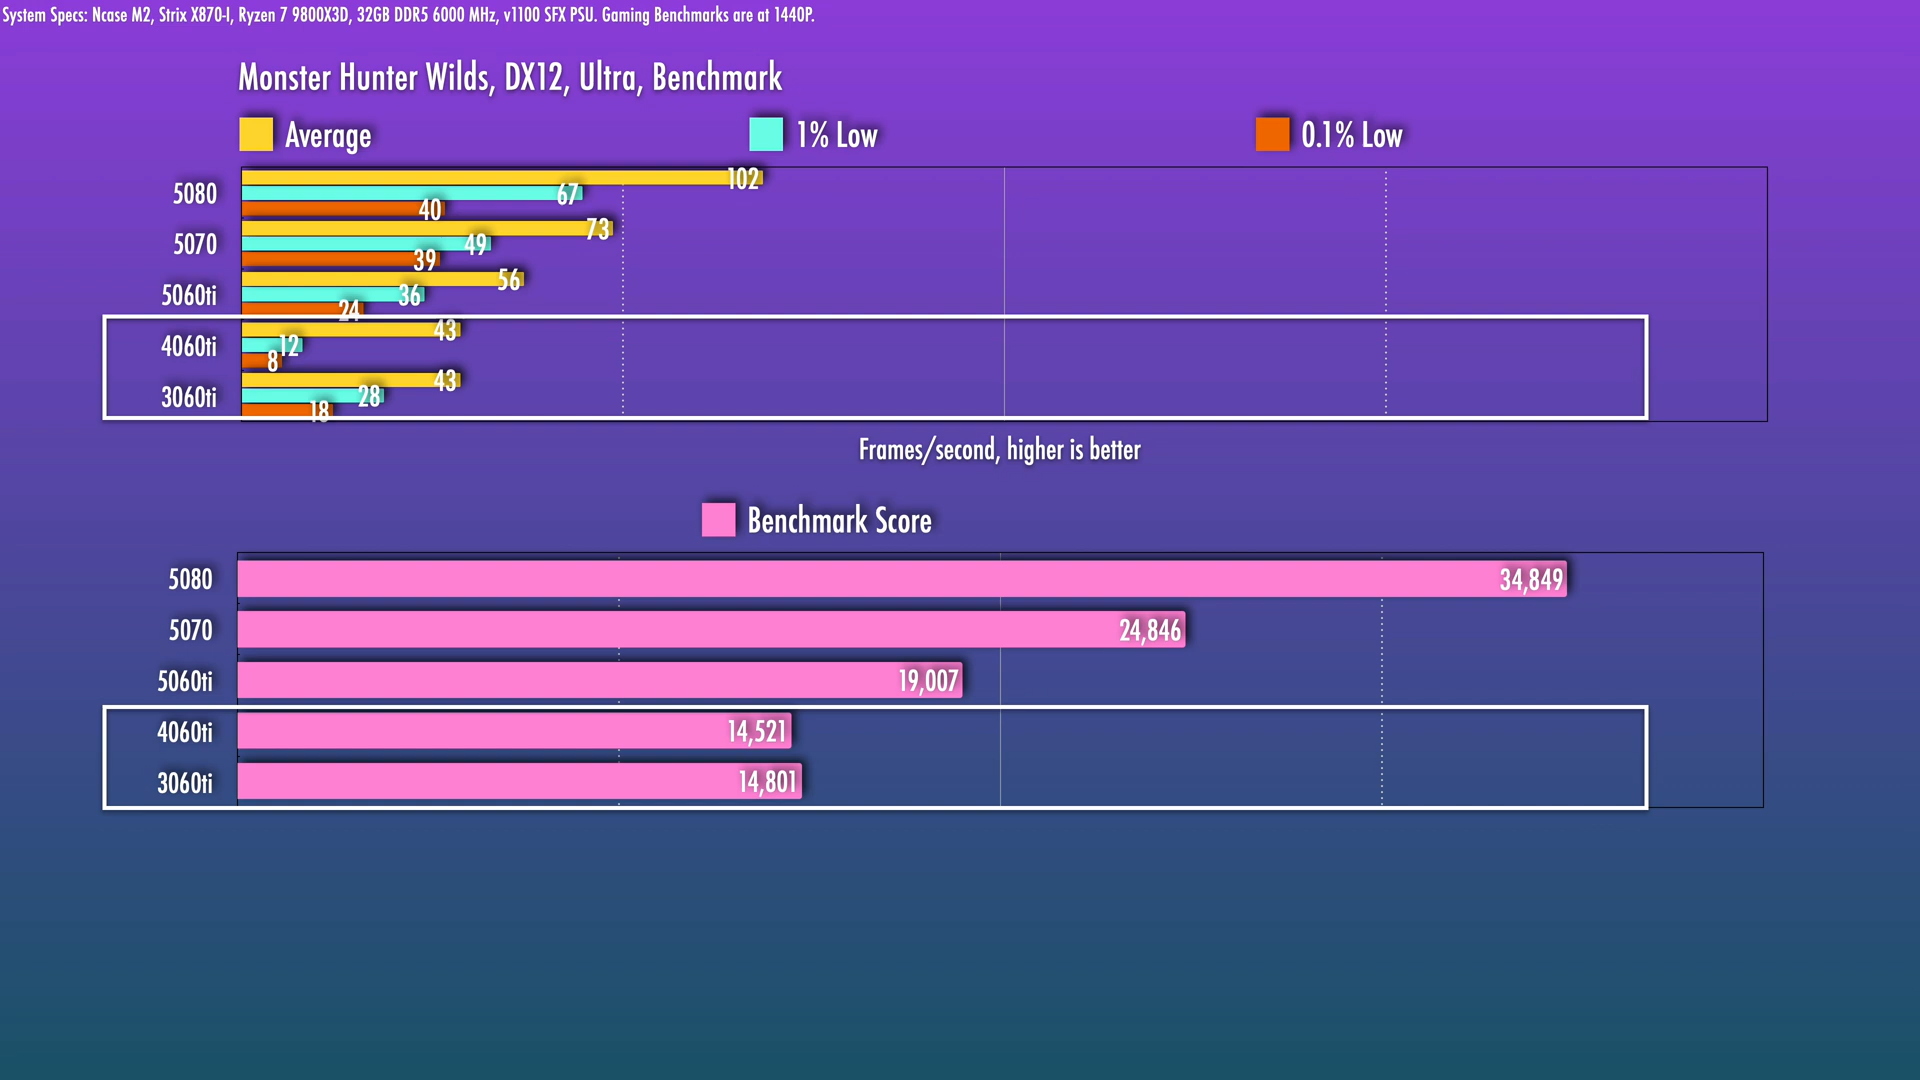 System Specs: Ncase M2, Strix X870-I, Ryzen 7 9800X3D, 32GB DDR5 6000 MHz, v1100 SFX PSU. Gaming Benchmarks are at 1440P.
Monster Hunter Wilds, DX12, Ultra, Benchmark
Average 1% Low 0.1% Low
5080 102 67 40
5070 73 49 39
5060ti 56 36 24
4060ti 43 12 8
3060ti 43 28 18
Frames/second, higher is better
Benchmark Score
5080 34,849
5070 24,846
5060ti 19,007
4060ti 14,521
3060ti 14,801